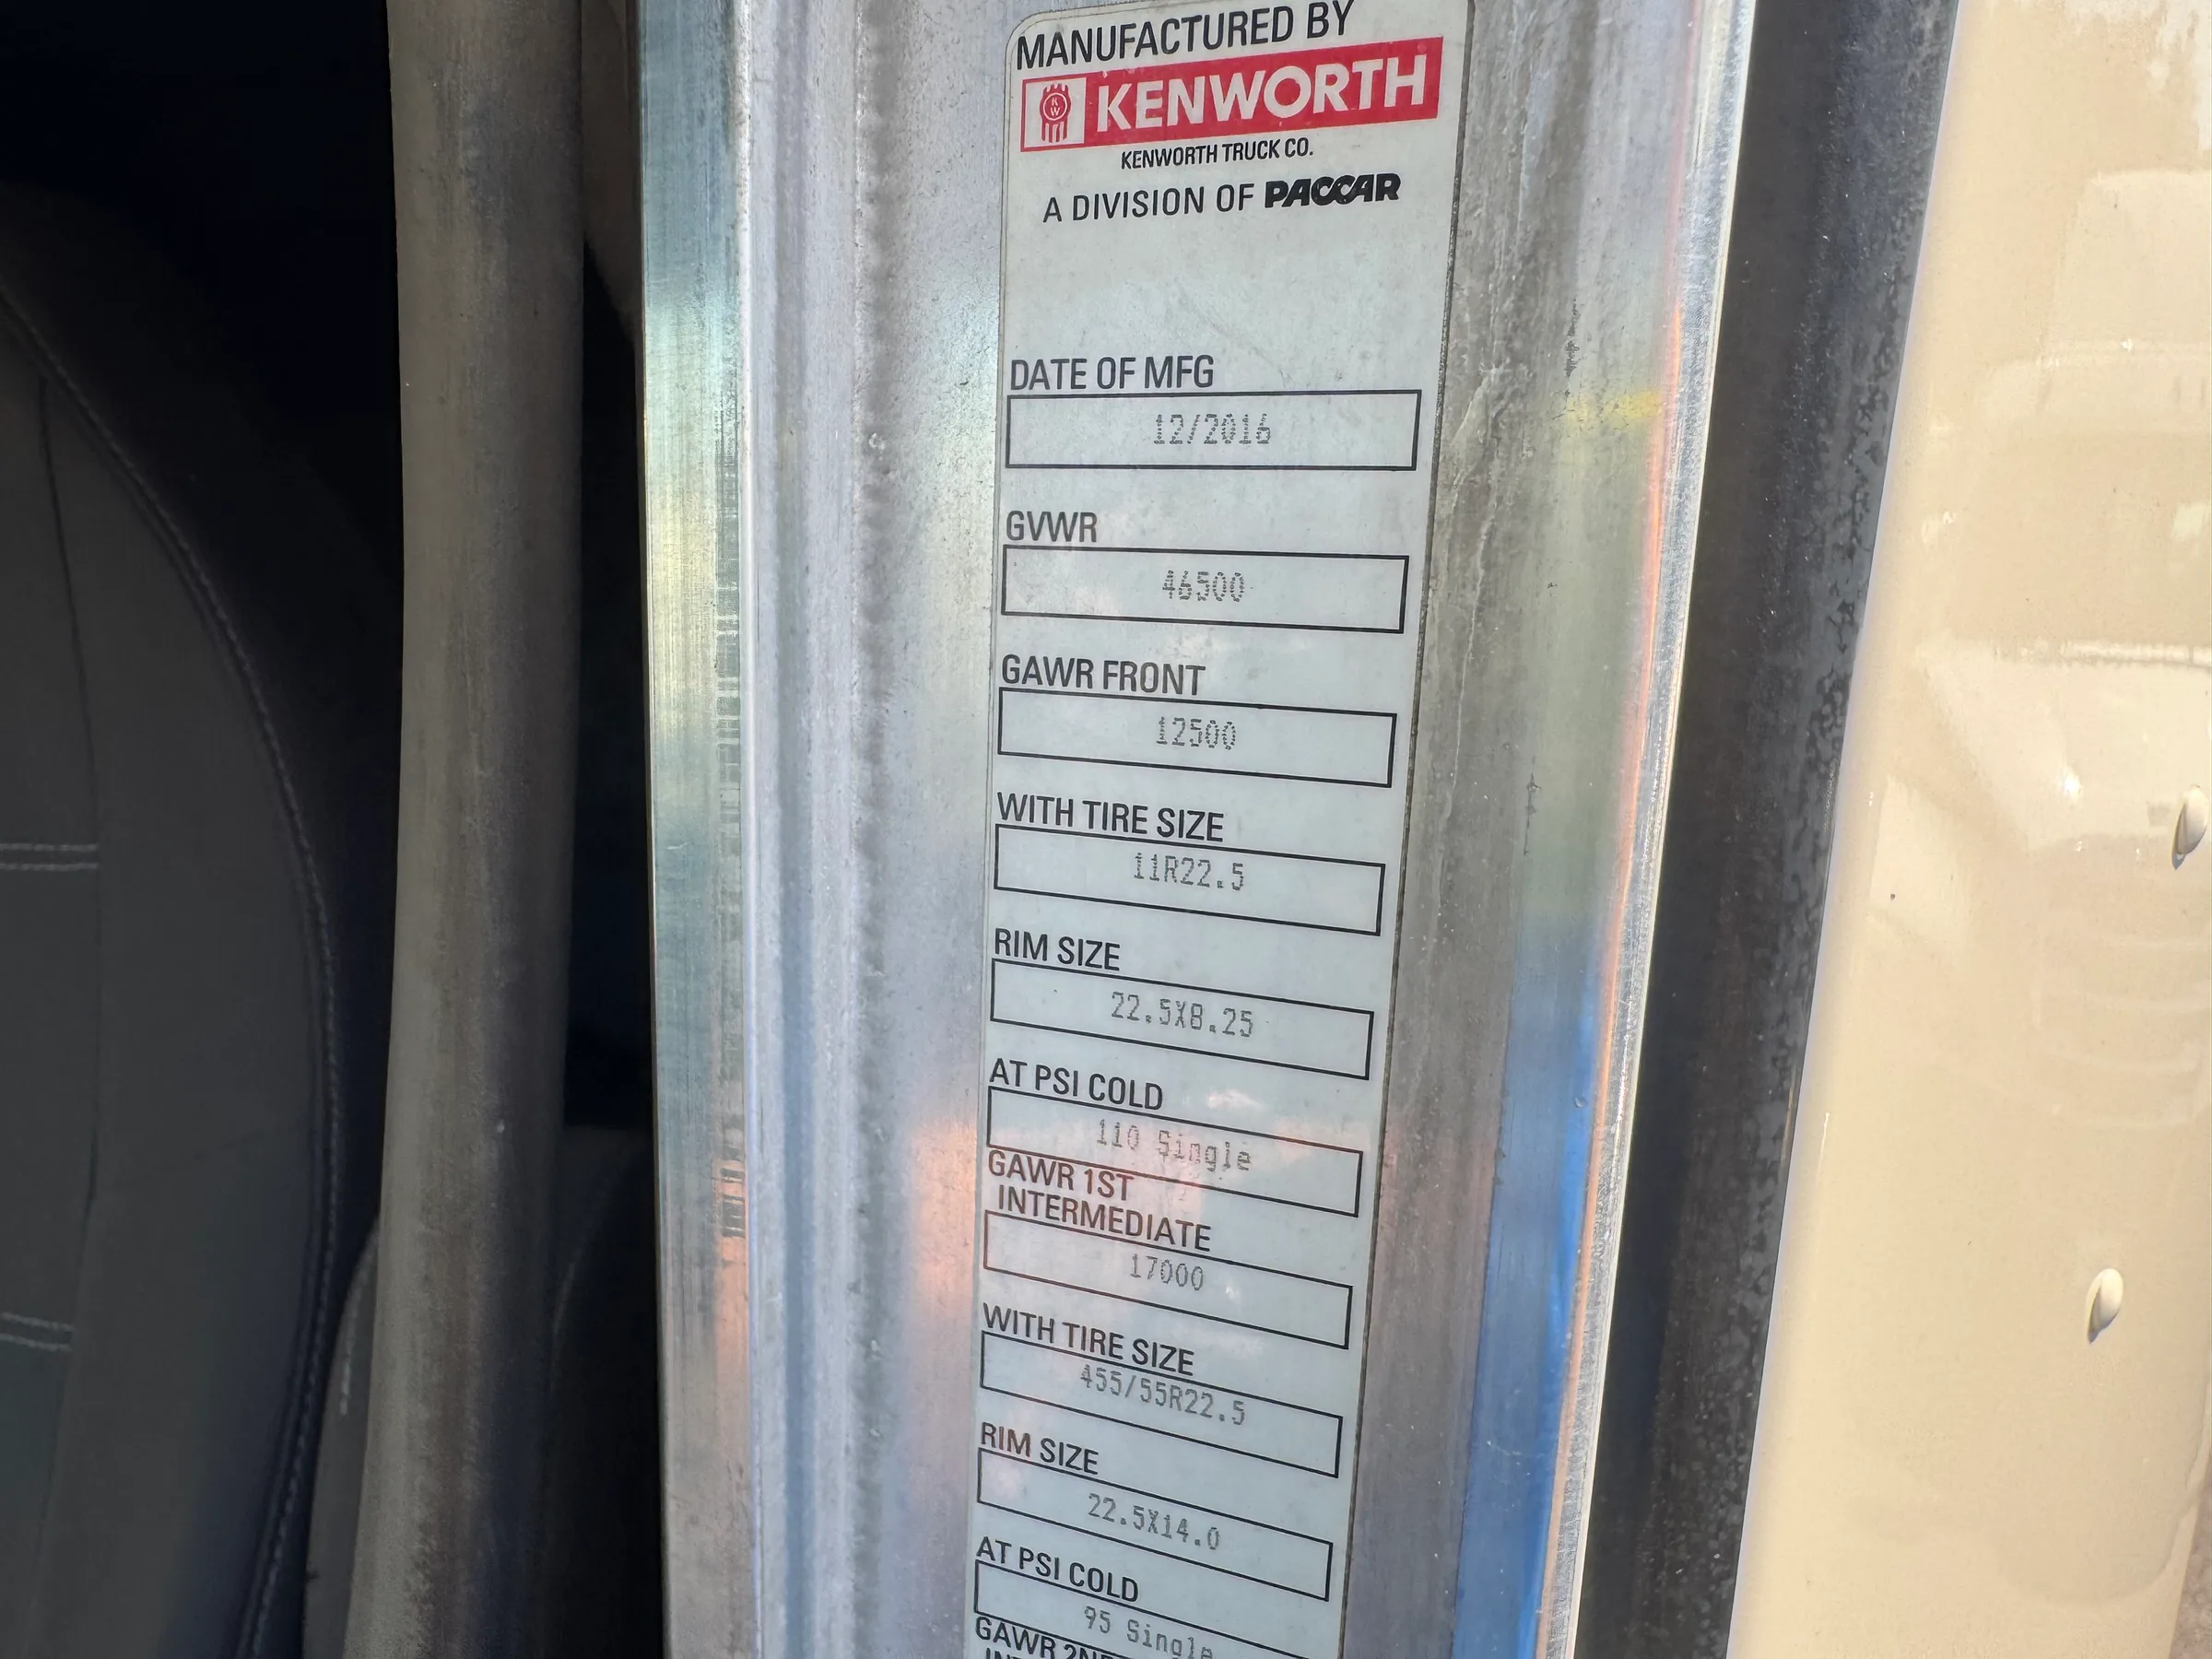 MANUFACTURED BY
KW KENWORTH
KENWORTH TRUCK CO.
A DIVISION OF PACCAR
DATE OF MFG
12/2016
GVWR
46500
GAWR FRONT
12500
WITH TIRE SIZE
11R22.5
RIM SIZE
22.5X8.25
AT PSI COLD
110 Single
GAWR 1ST
INTERMEDIATE
17000
WITH TIRE SIZE
455/55R22.5
RIM SIZE
22.5X14.0
AT PSI COLD
95 Single
GAWR